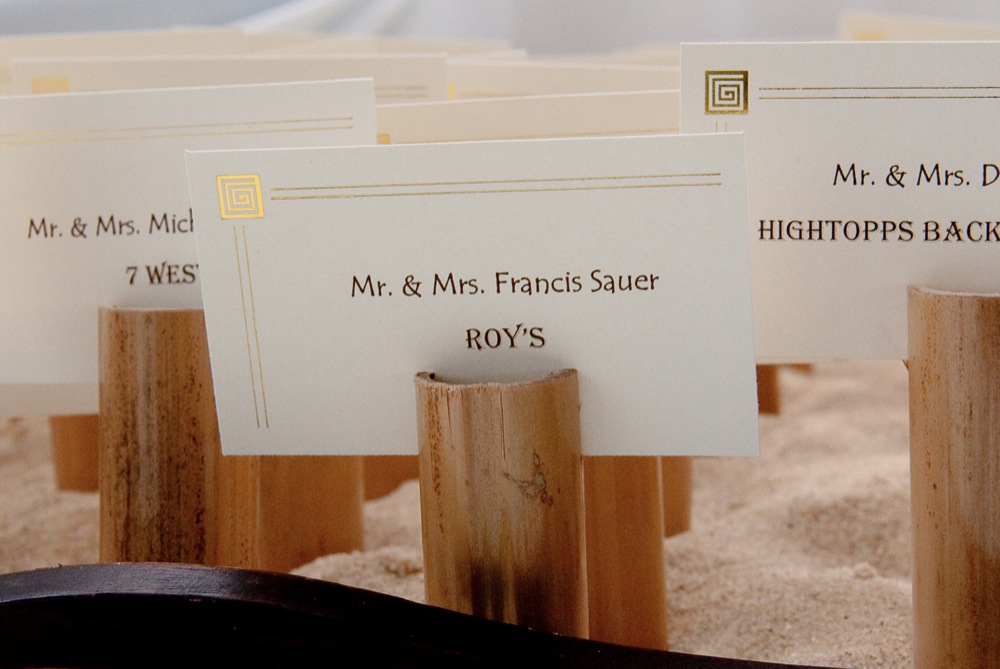 Mr. & Mrs. Mich
7 WEST
Mr. & Mrs. Francis Sauer
ROY'S
Mr. & Mrs. D
HIGHTOPPS BACK